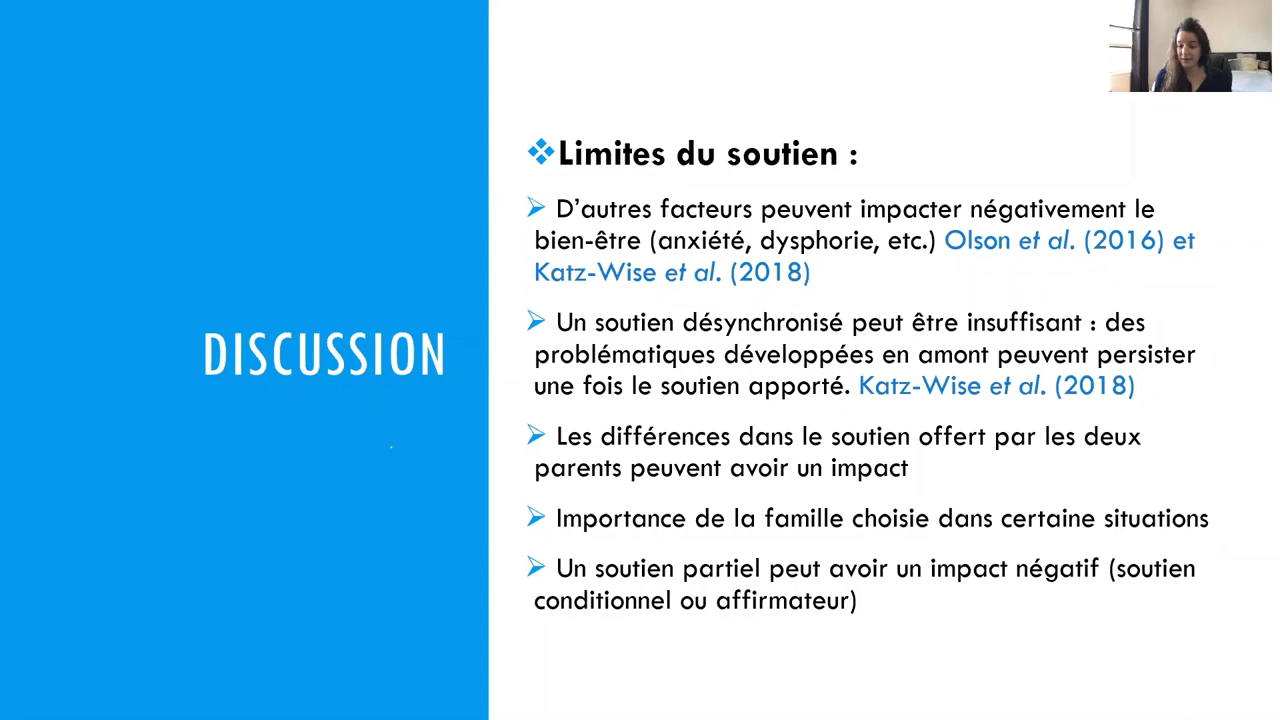 DISCUSSION
❖Limites du soutien :
➢ D'autres facteurs peuvent impacter négativement le
bien-être (anxiété, dysphorie, etc.) Olson et al. (2016) et
Katz-Wise et al. (2018)
➢ Un soutien désynchronisé peut être insuffisant : des
problématiques développées en amont peuvent persister
une fois le soutien apporté. Katz-Wise et al. (2018)
➢ Les différences dans le soutien offert par les deux
parents peuvent avoir un impact
➢ Importance de la famille choisie dans certaine situations
➢ Un soutien partiel peut avoir un impact négatif (soutien
conditionnel ou affirmateur)